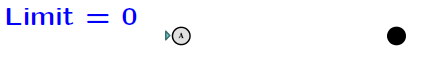 Limit = 0
A